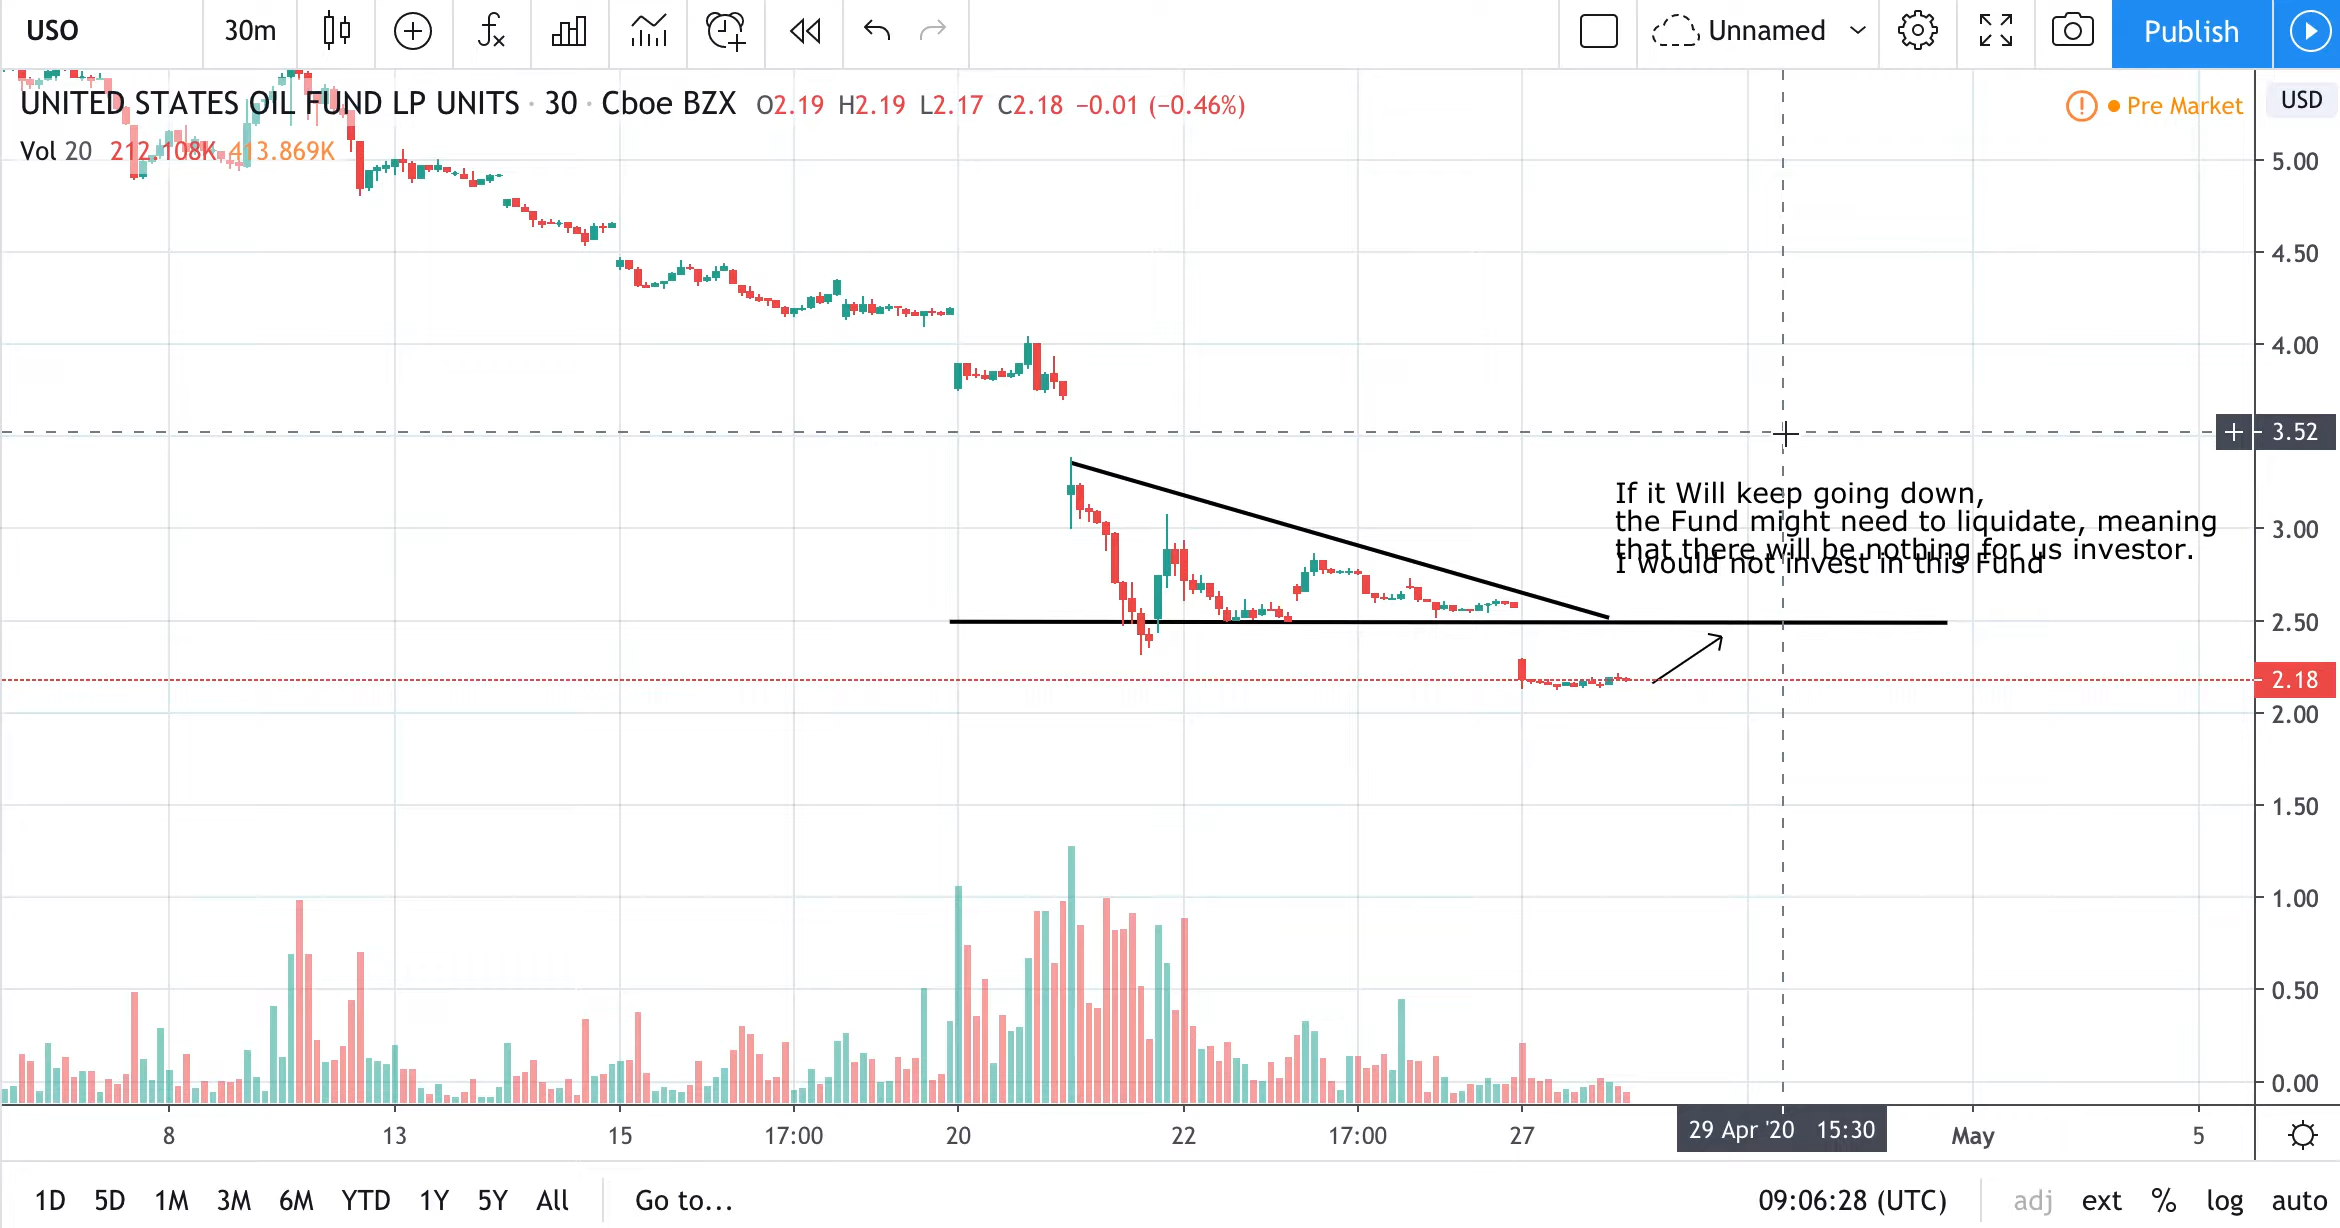 USO 30m Unnamed Publish
UNITED STATES OIL FUND LP UNITS · 30 · Cboe BZX O2.19 H2.19 L2.17 C2.18 −0.01 (−0.46%) Pre Market USD
Vol 20 212.108K 413.869K
5.00
4.50
4.00
3.52
If it Will keep going down,
the Fund might need to liquidate, meaning
3.00
that there will be nothing for us investor.
I would not invest in this Fund
2.50
2.18
2.00
1.50
1.00
0.50
0.00
8 13 15 17:00 20 22 17:00 27 29 Apr '20 15:30 May 5
1D 5D 1M 3M 6M YTD 1Y 5Y All Go to... 09:06:28 (UTC) adj ext % log auto